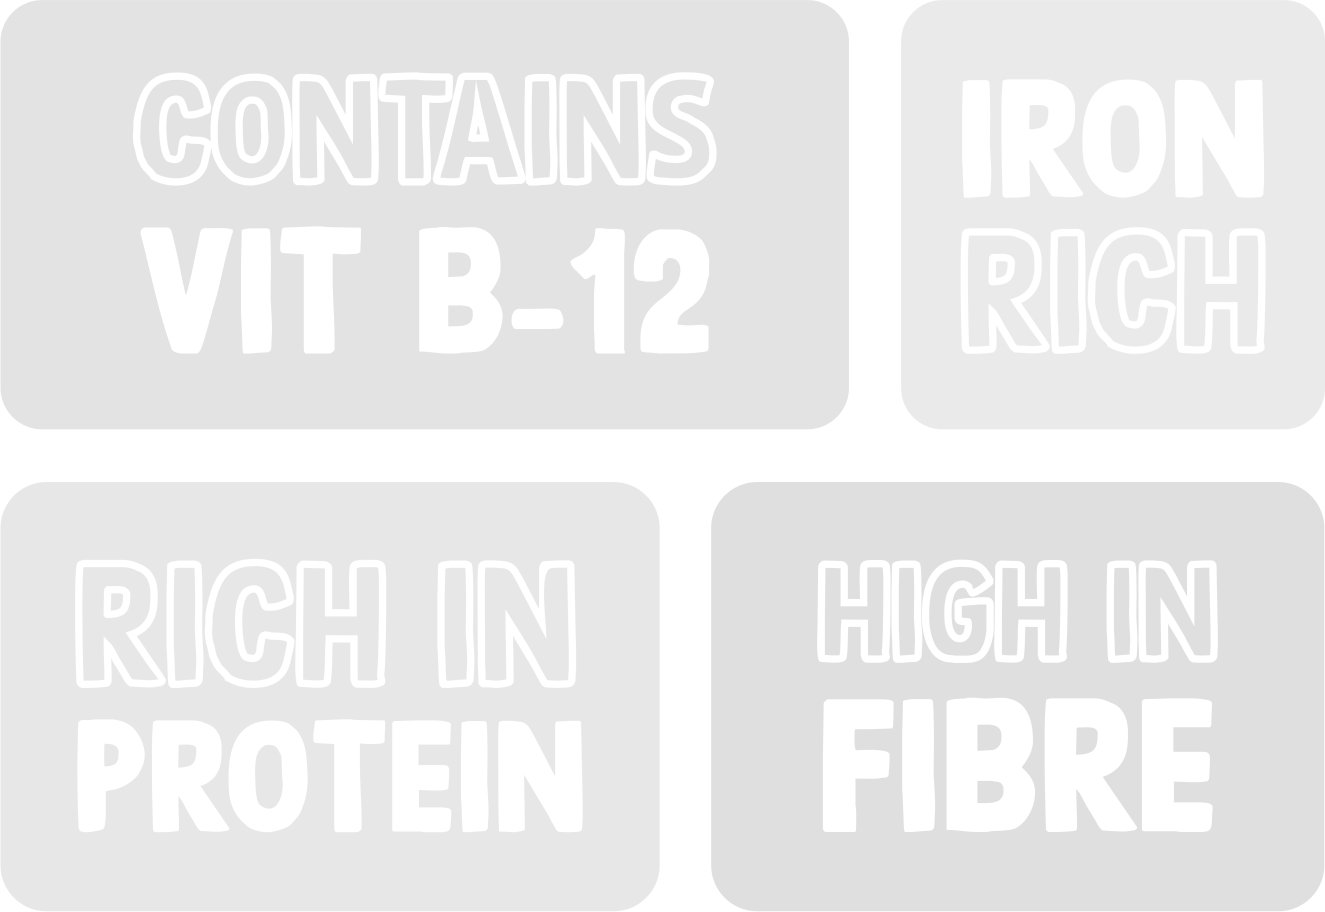 CONTAINS
VIT B-12
IRON
RICH
RICH IN
PROTEIN
HIGH IN
FIBRE